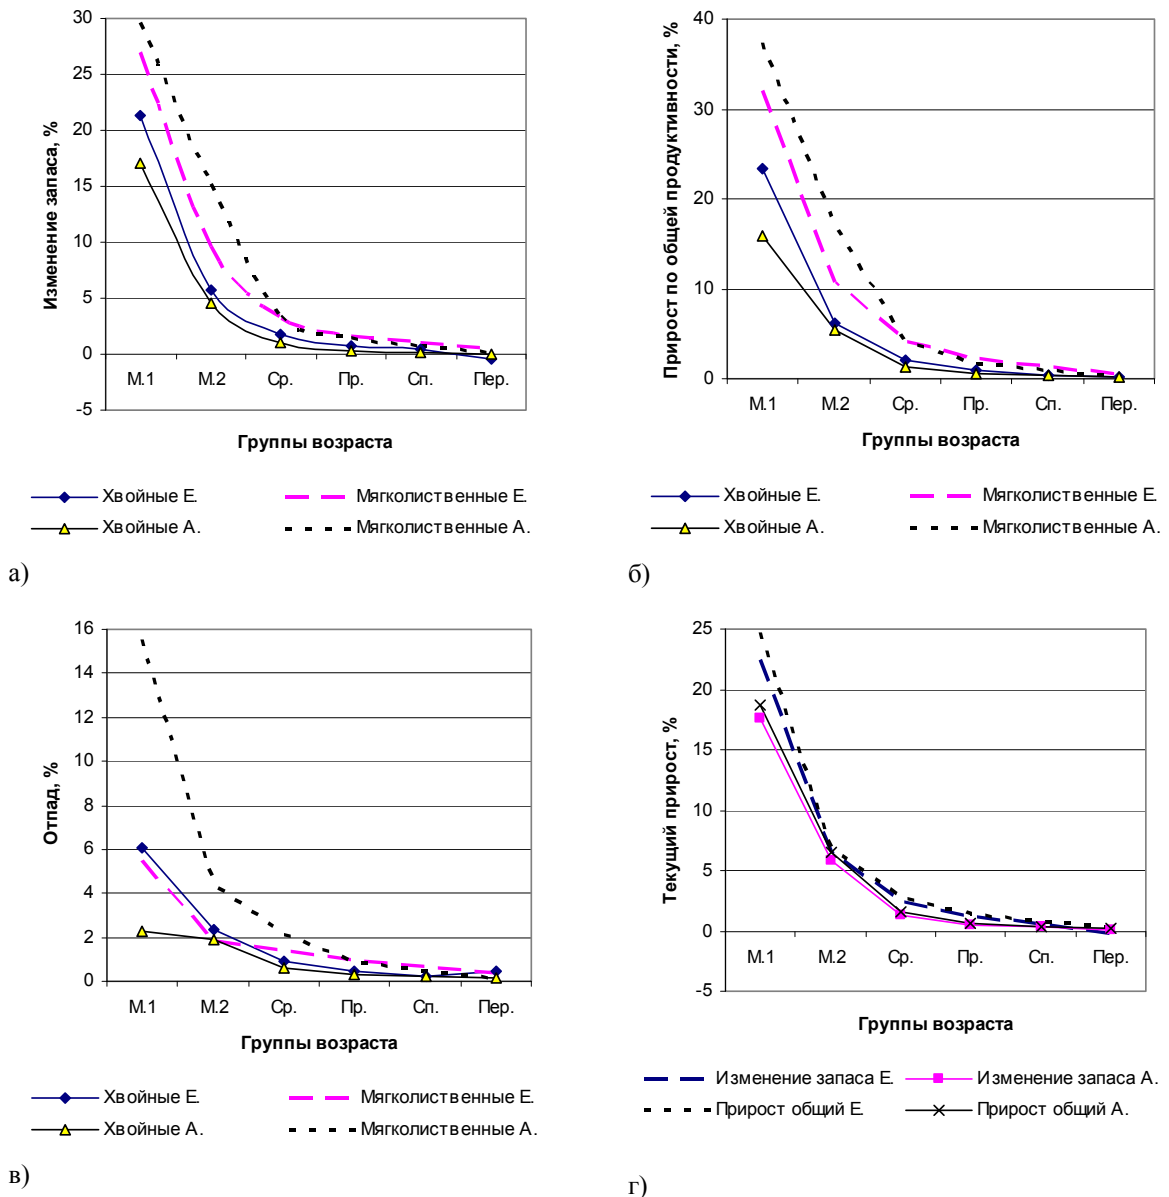 Изменение запаса, %
30
25
20
15
10
5
0
-5
М.1 М.2 Ср. Пр. Сп. Пер.
Группы возраста
Хвойные Е. Мягколиственные Е.
Хвойные А. Мягколиственные А.
а)
Прирост по общей продуктивности, %
40
30
20
10
0
М.1 М.2 Ср. Пр. Сп. Пер.
Группы возраста
Хвойные Е. Мягколиственные Е.
Хвойные А. Мягколиственные А.
б)
Отпад, %
16
14
12
10
8
6
4
2
0
М.1 М.2 Ср. Пр. Сп. Пер.
Группы возраста
Хвойные Е. Мягколиственные Е.
Хвойные А. Мягколиственные А.
в)
Текущий прирост, %
25
20
15
10
5
0
-5
М.1 М.2 Ср. Пр. Сп. Пер.
Группы возраста
Изменение запаса Е. Изменение запаса А.
Прирост общий Е. Прирост общий А.
г)